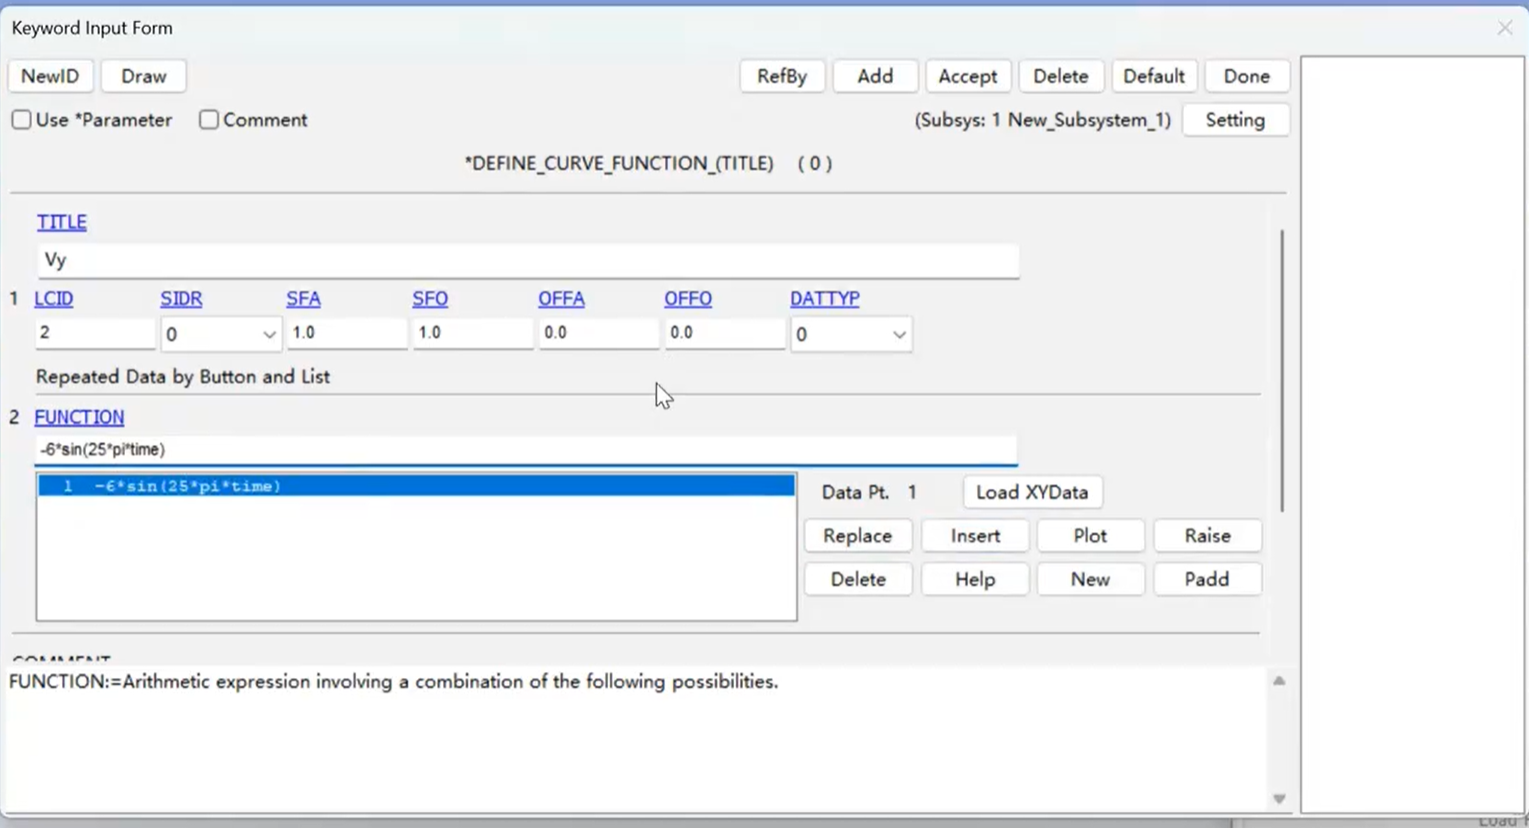 Keyword Input Form
NewID Draw RefBy Add Accept Delete Default Done
Use *Parameter Comment (Subsys: 1 New_Subsystem_1) Setting
*DEFINE_CURVE_FUNCTION_(TITLE) ( 0 )
TITLE
Vy
1 LCID SIDR SFA SFO OFFA OFFO DATTYP
2 0 1.0 1.0 0.0 0.0 0
Repeated Data by Button and List
2 FUNCTION
-6*sin(25*pi*time)
1 -6*sin(25*pi*time)
Data Pt. 1 Load XYData
Replace Insert Plot Raise
Delete Help New Padd
COMMENT
FUNCTION:=Arithmetic expression involving a combination of the following possibilities.
Load